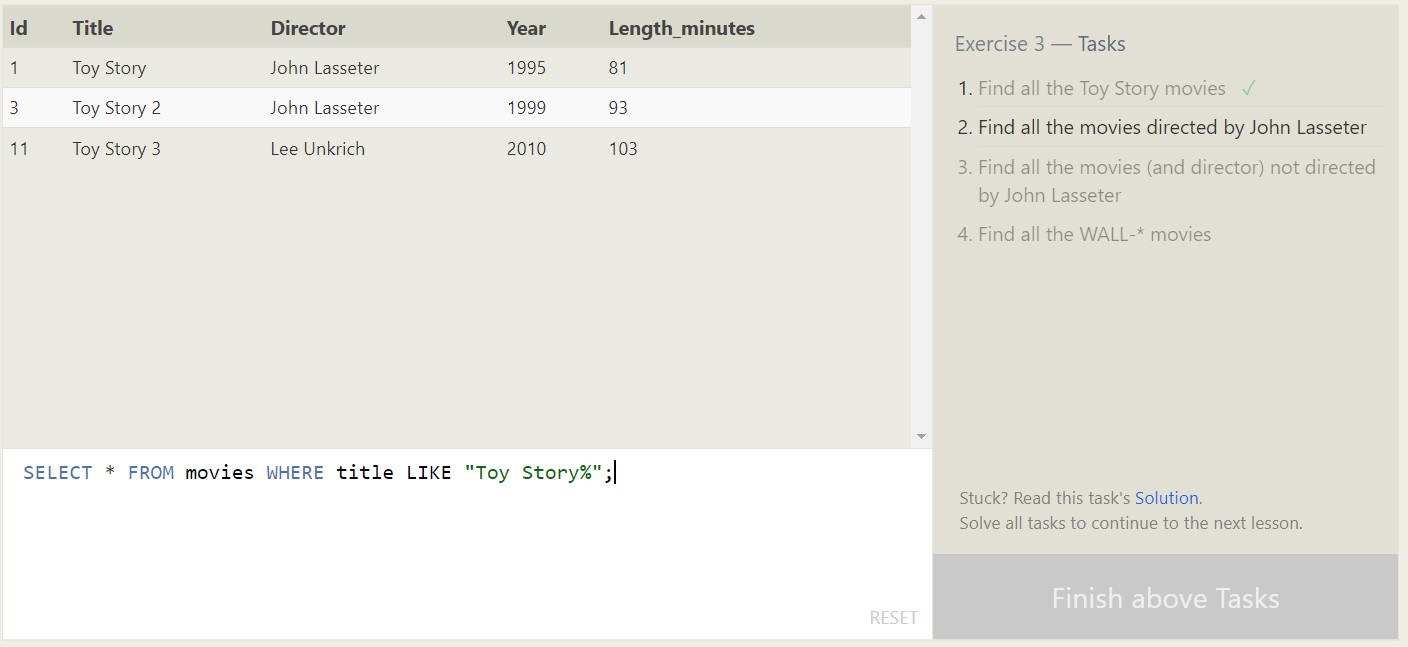 Id Title Director Year Length_minutes
1 Toy Story John Lasseter 1995 81
3 Toy Story 2 John Lasseter 1999 93
11 Toy Story 3 Lee Unkrich 2010 103
SELECT * FROM movies WHERE title LIKE "Toy Story%";
RESET
Exercise 3 — Tasks
1. Find all the Toy Story movies ✓
2. Find all the movies directed by John Lasseter
3. Find all the movies (and director) not directed
by John Lasseter
4. Find all the WALL-* movies
Stuck? Read this task's Solution.
Solve all tasks to continue to the next lesson.
Finish above Tasks